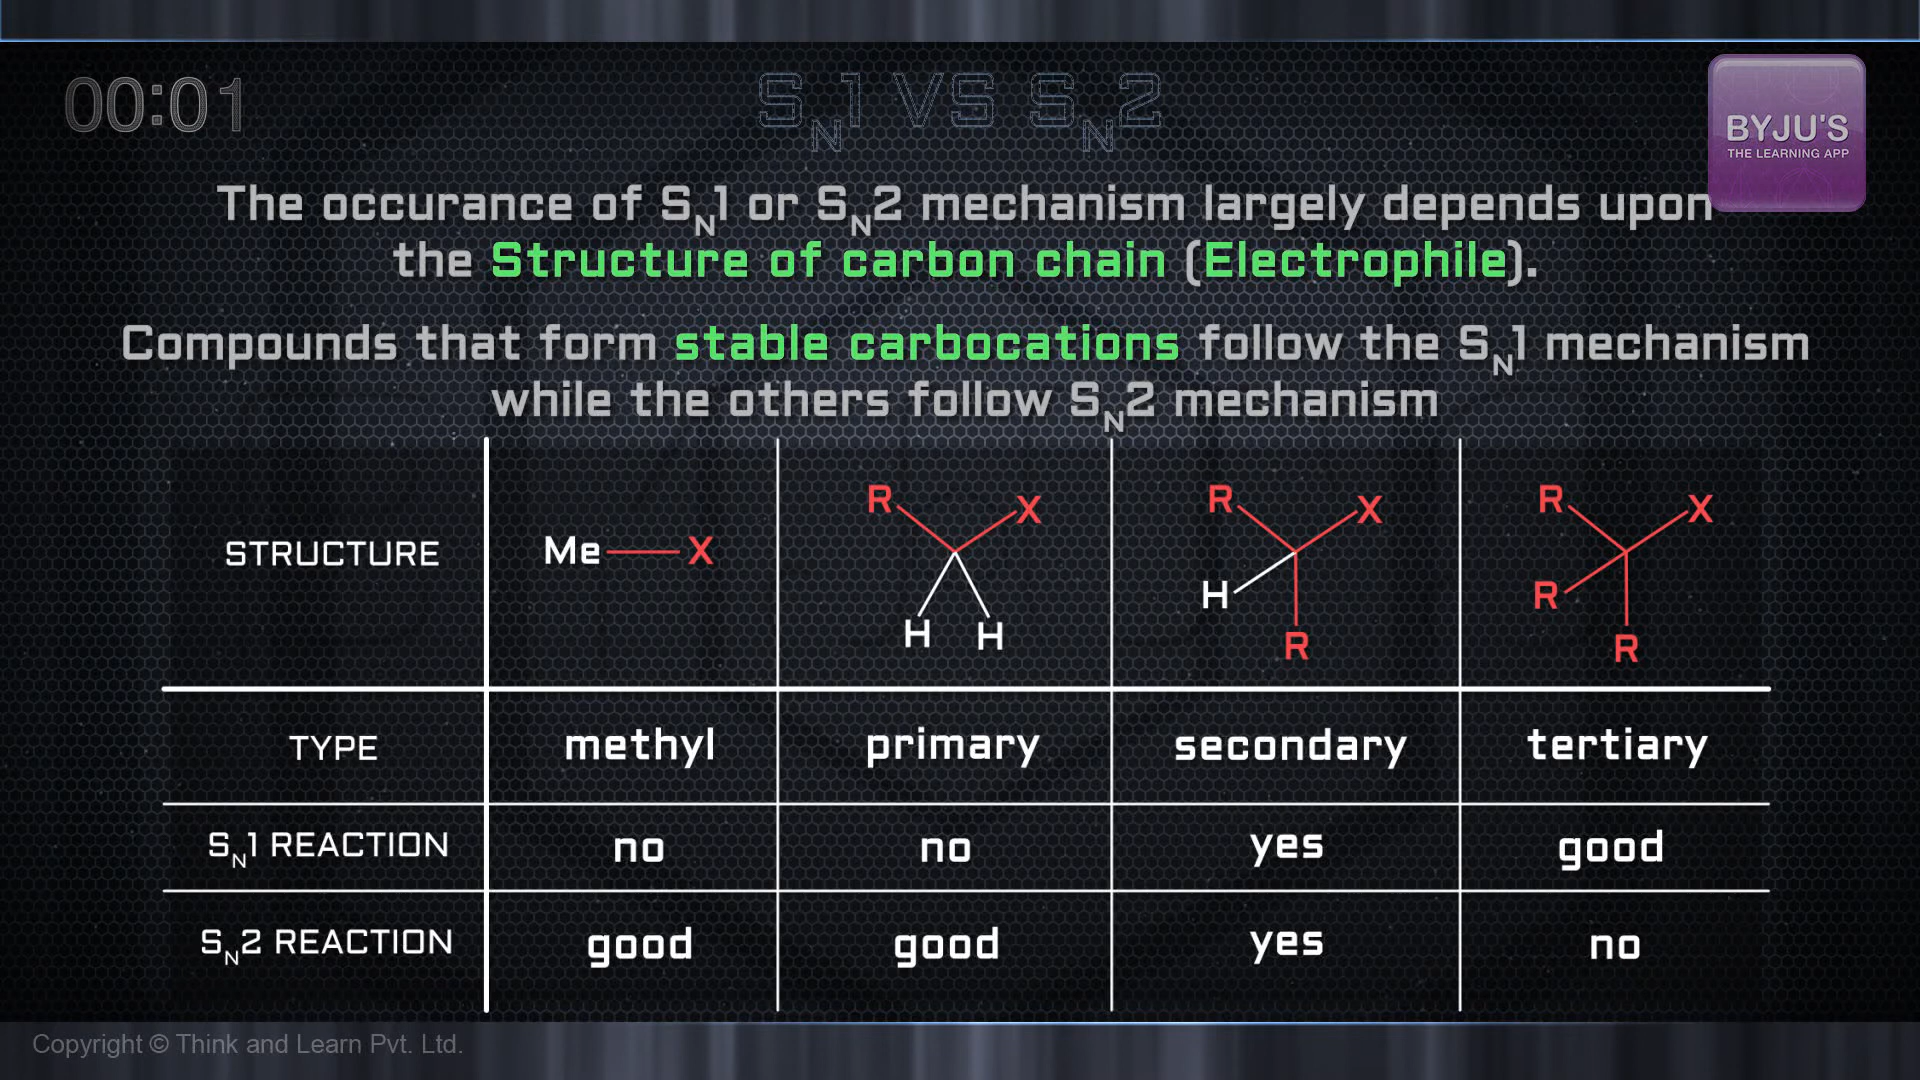 00:01
SN1 VS SN2
BYJU'S
THE LEARNING APP
The occurance of SN1 or SN2 mechanism largely depends upon
the Structure of carbon chain (Electrophile).
Compounds that form stable carbocations follow the SN1 mechanism
while the others follow SN2 mechanism
STRUCTURE Me X R X H H R X H R R X R R
TYPE methyl primary secondary tertiary
SN1 REACTION no no yes good
SN2 REACTION good good yes no
Copyright © Think and Learn Pvt. Ltd.